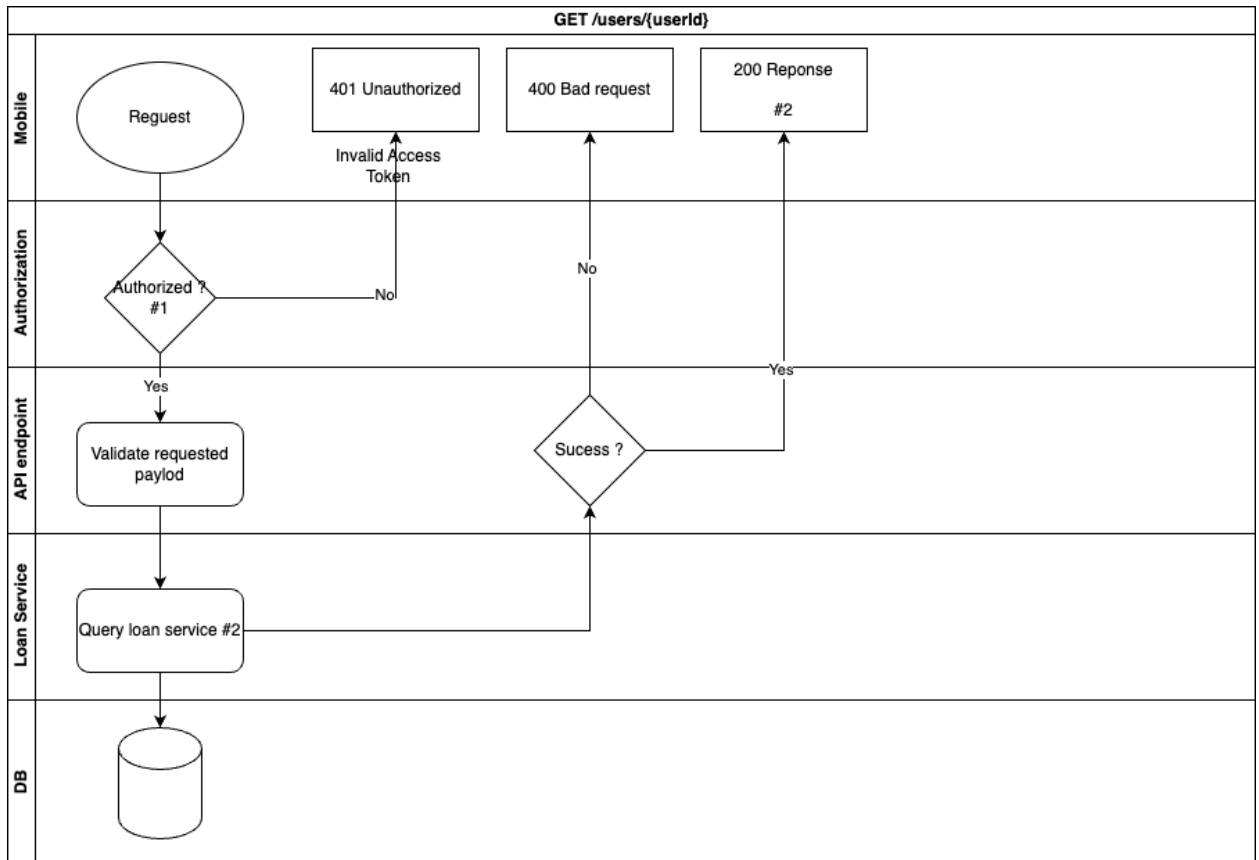 GET /users/{userId}
Mobile
Reguest
401 Unauthorized
400 Bad request
200 Reponse
#2
Invalid Access
Token
Authorization
Authorized ?
#1
No
No
Yes
Yes
API endpoint
Validate requested
paylod
Sucess ?
Loan Service
Query loan service #2
DB